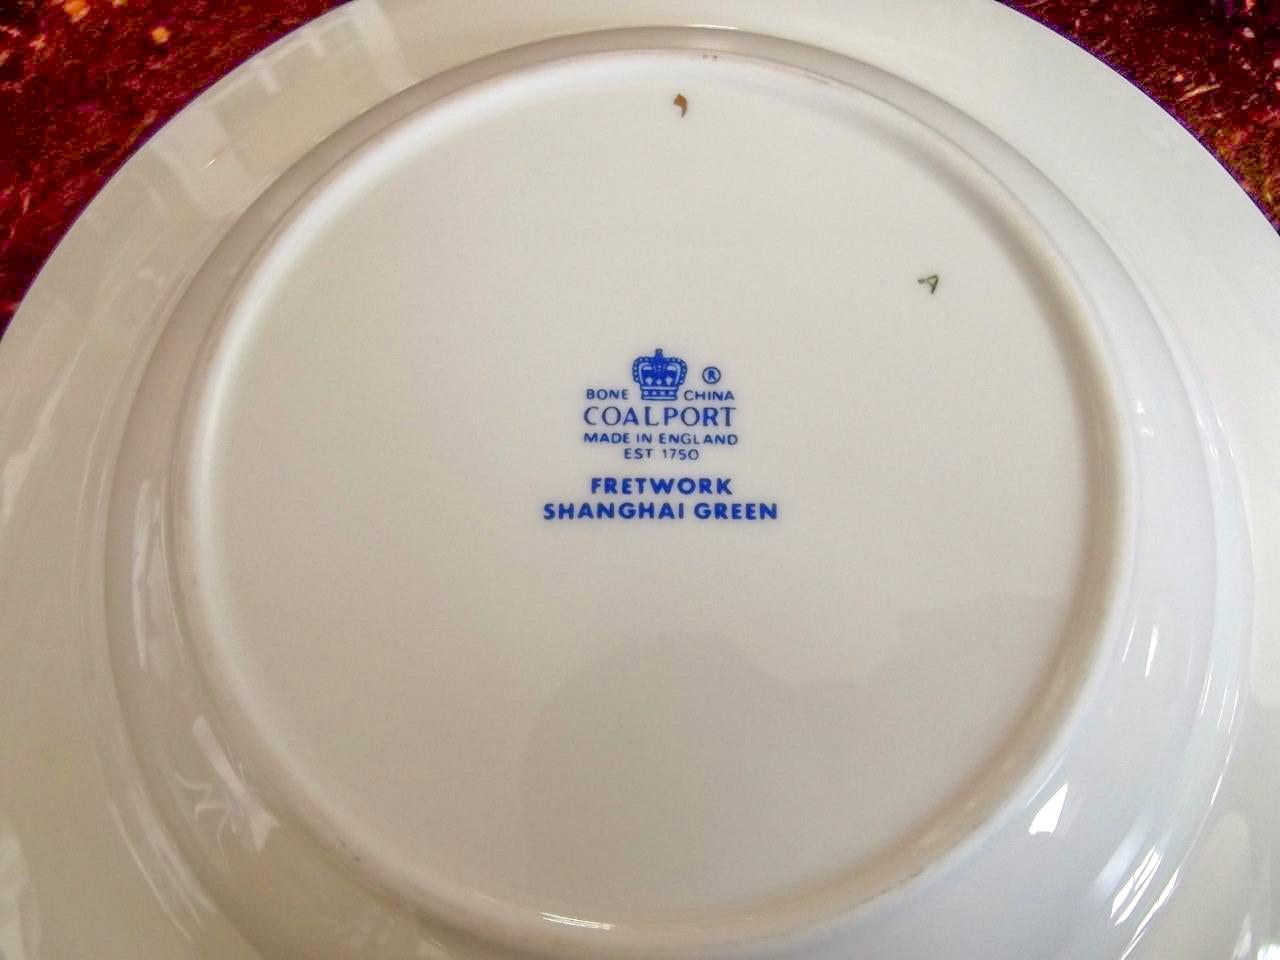 A
®
BONE CHINA
COALPORT
MADE IN ENGLAND
EST 1750
FRETWORK
SHANGHAI GREEN